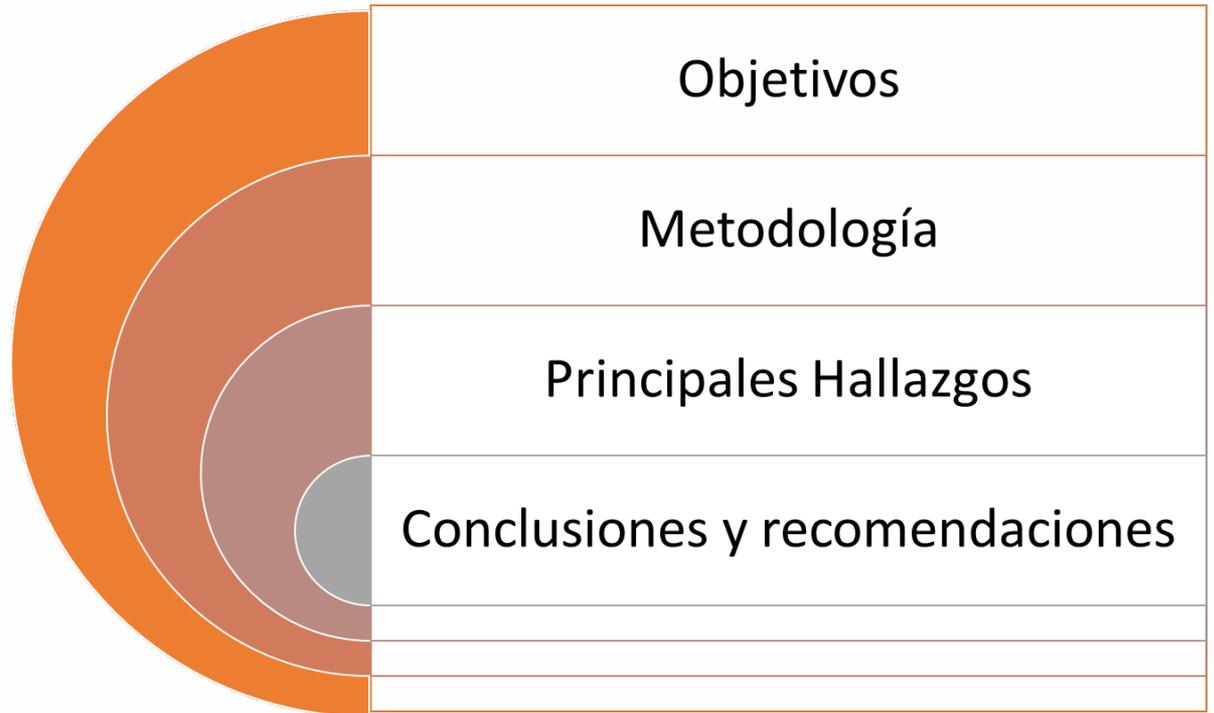 Objetivos
Metodología
Principales Hallazgos
Conclusiones y recomendaciones